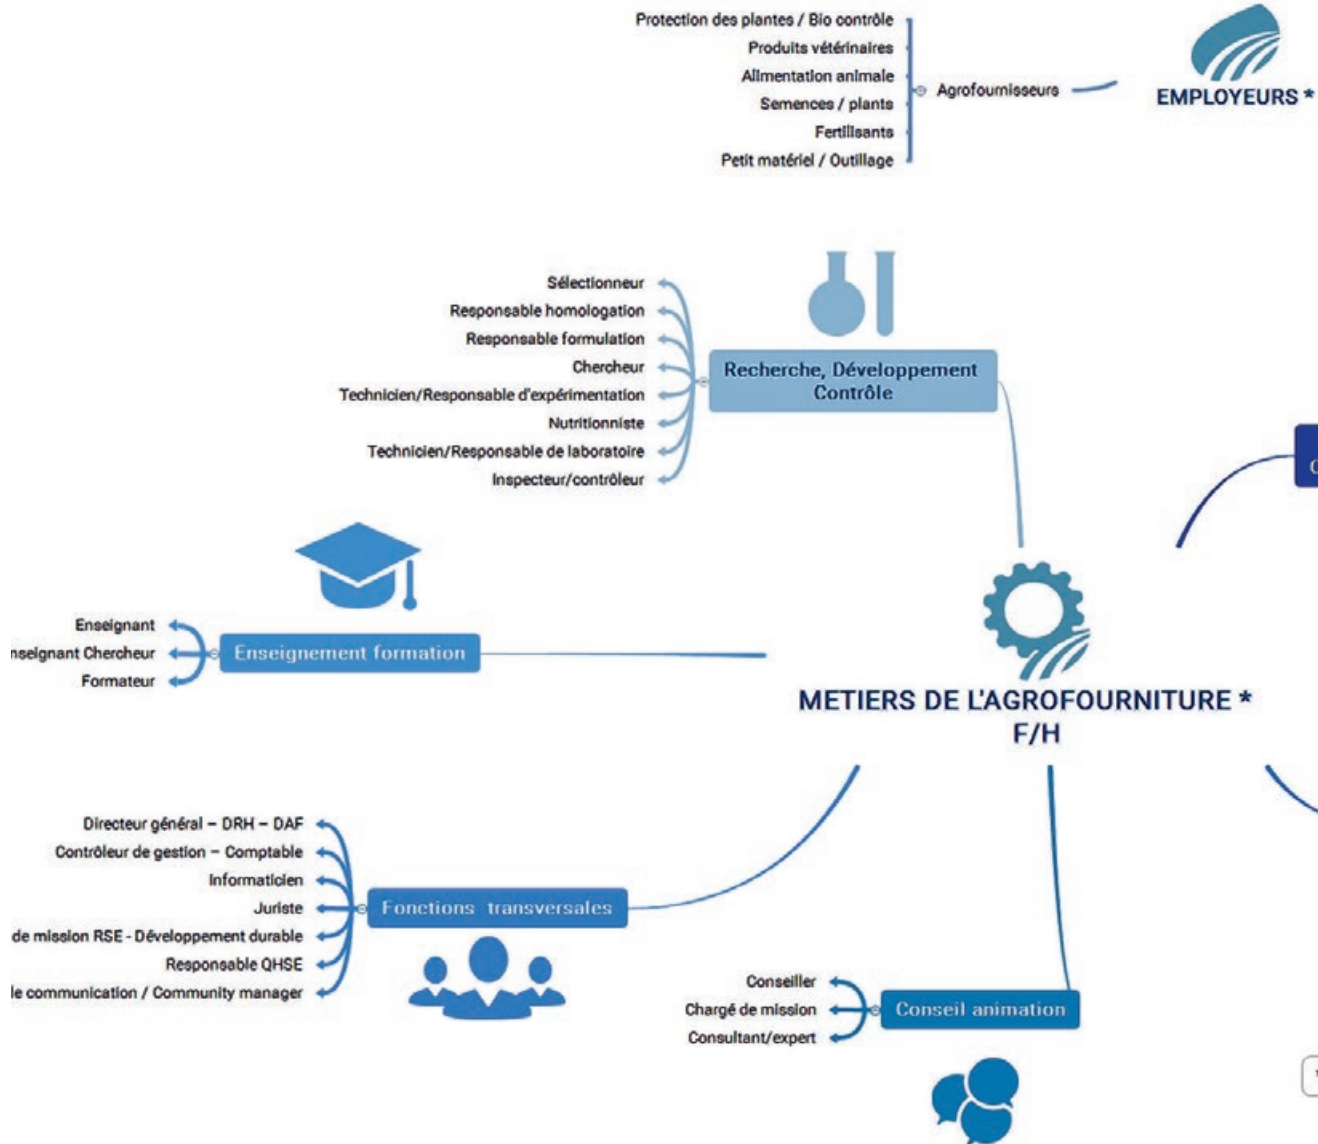 Protection des plantes / Bio contrôle
Produits vétérinaires
Alimentation animale
Semences / plants
Fertilisants
Petit matériel / Outillage
Agrofournisseurs
EMPLOYEURS *
Sélectionneur
Responsable homologation
Responsable formulation
Chercheur
Technicien/Responsable d'expérimentation
Nutritionniste
Technicien/Responsable de laboratoire
Inspecteur/contrôleur
Recherche, Développement
Contrôle
Enseignant
nseignant Chercheur
Formateur
Enseignement formation
METIERS DE L'AGROFOURNITURE *
F/H
Directeur général – DRH – DAF
Contrôleur de gestion – Comptable
Informaticien
Juriste
de mission RSE - Développement durable
Responsable QHSE
le communication / Community manager
Fonctions transversales
Conseiller
Chargé de mission
Consultant/expert
Conseil animation